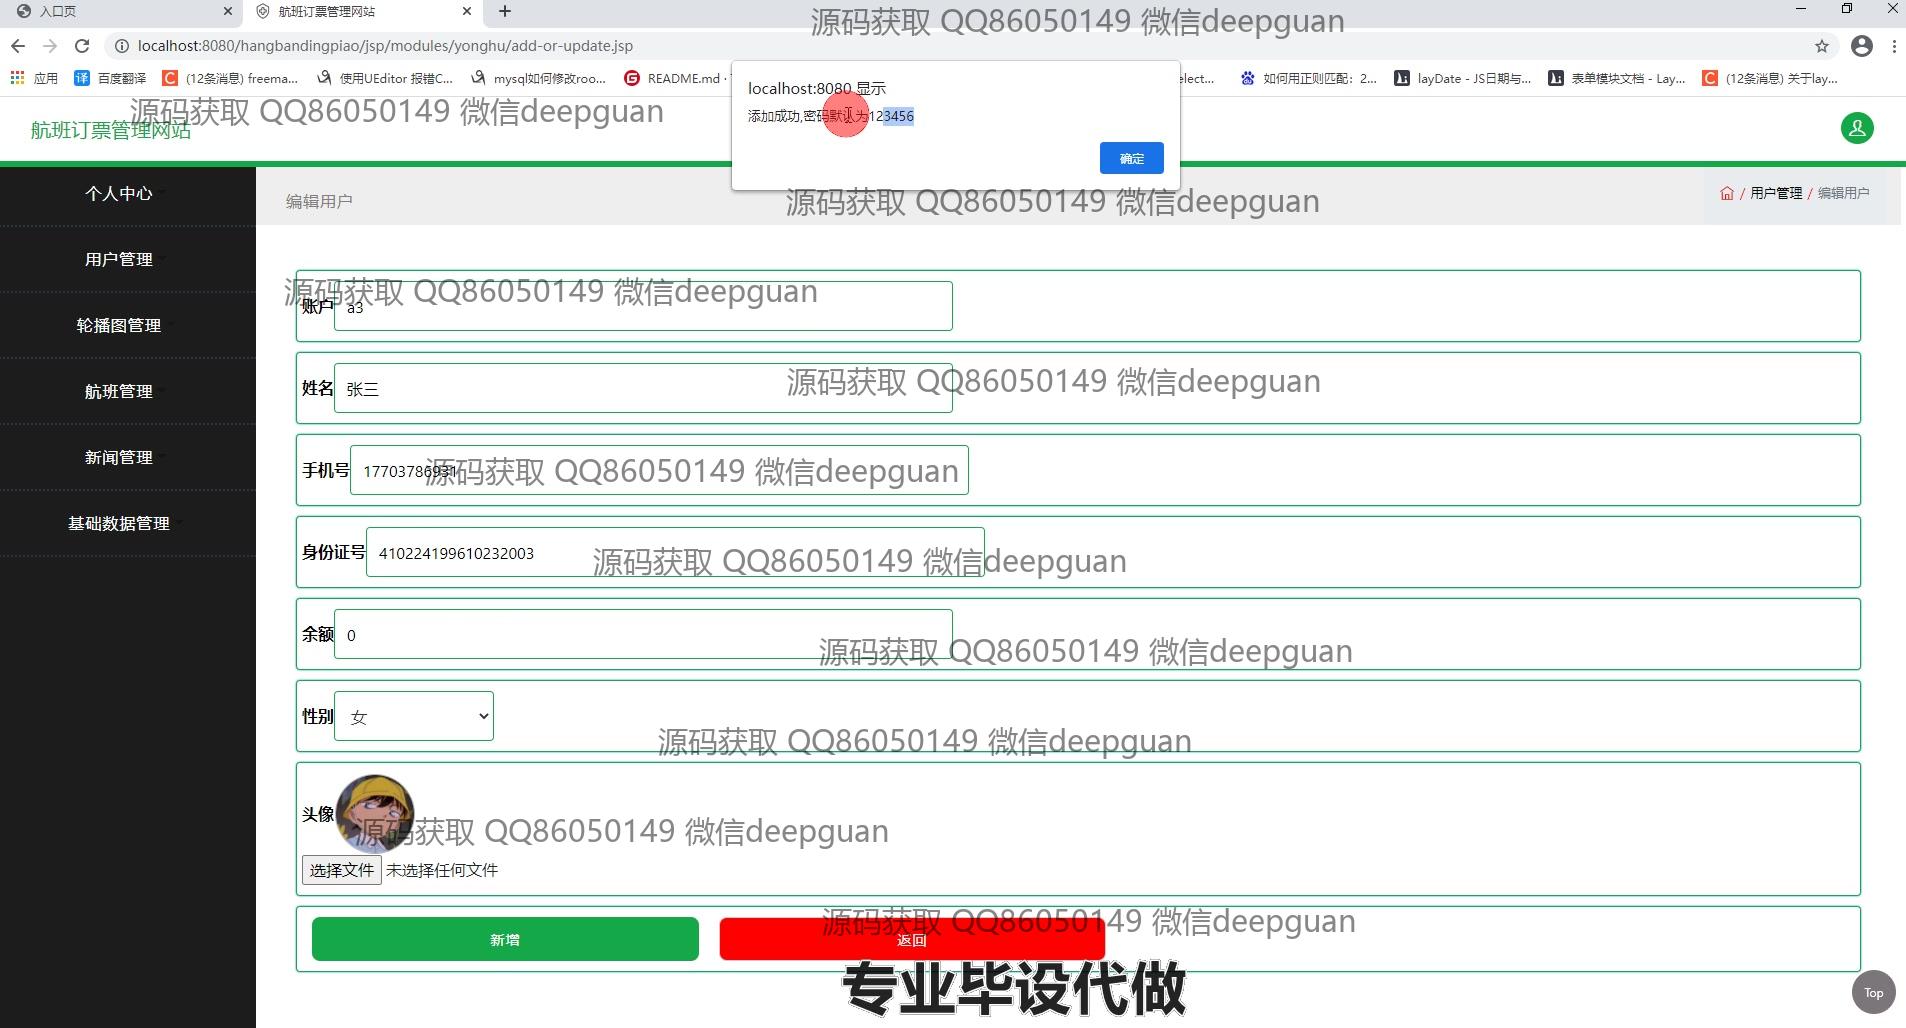 入口页
航班订票管理网站
源码获取 QQ86050149 微信deepguan
localhost:8080/hangbandingpiao/jsp/modules/yonghu/add-or-update.jsp
应用
百度翻译
(12条消息) freema...
使用UEditor 报错C...
mysql如何修改roo...
README.md ·
elect...
如何用正则匹配：2...
layDate - JS日期与...
表单模块文档 - Lay...
(12条消息) 关于lay...
localhost:8080 显示
添加成功,密码默认为123456
确定
源码获取 QQ86050149 微信deepguan
航班订票管理网站
个人中心
用户管理
轮播图管理
航班管理
新闻管理
基础数据管理
编辑用户
源码获取 QQ86050149 微信deepguan
/ 用户管理 / 编辑用户
源码获取 QQ86050149 微信deepguan
账户 a3
姓名 张三
源码获取 QQ86050149 微信deepguan
手机号 17703786931
源码获取 QQ86050149 微信deepguan
身份证号 410224199610232003
源码获取 QQ86050149 微信deepguan
余额 0
源码获取 QQ86050149 微信deepguan
性别 女
源码获取 QQ86050149 微信deepguan
头像
源码获取 QQ86050149 微信deepguan
选择文件 未选择任何文件
源码获取 QQ86050149 微信deepguan
新增
返回
专业毕设代做
Top